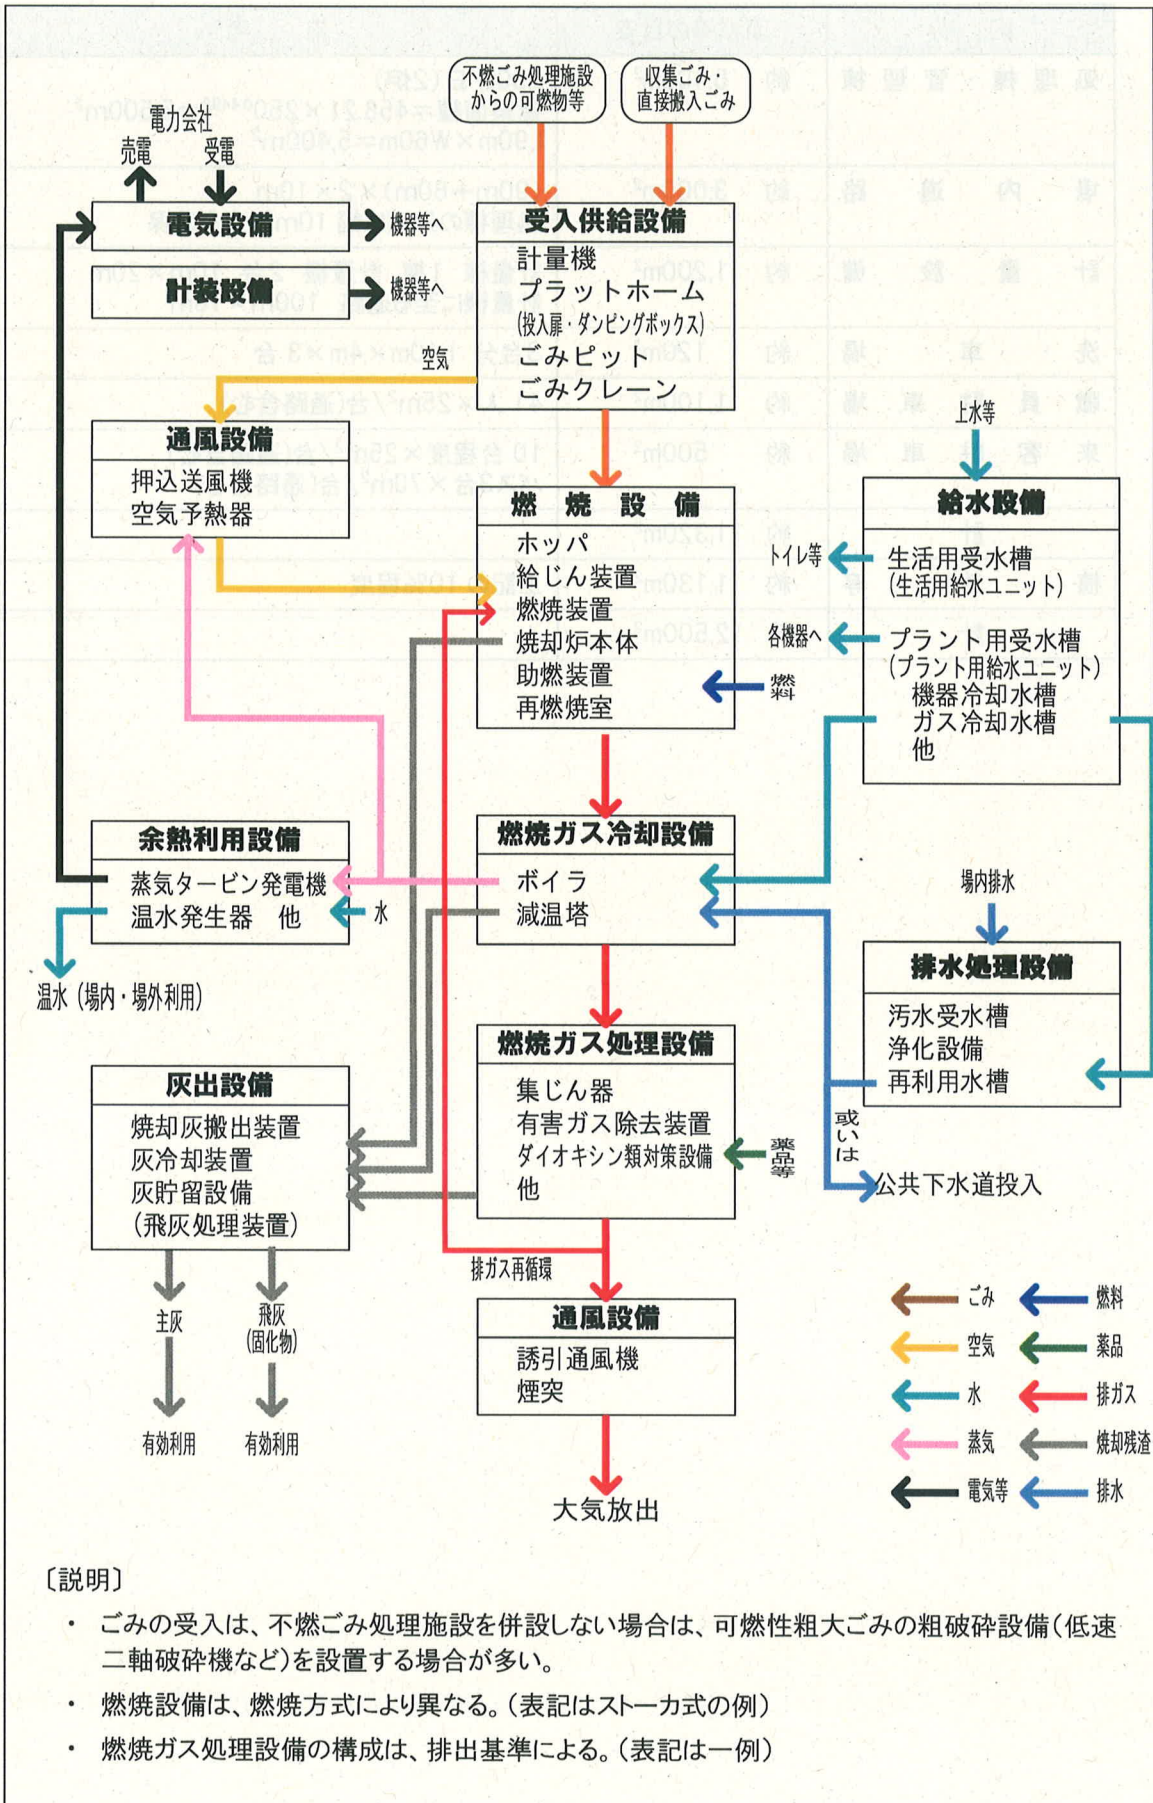 不燃ごみ処理施設
からの可燃物等
収集ごみ・
直接搬入ごみ
電力会社
売電
受電
電気設備
機器等へ
計装設備
機器等へ
受入供給設備
計量機
プラットホーム
(投入扉・ダンピングボックス)
ごみピット
ごみクレーン
空気
通風設備
押込送風機
空気予熱器
燃焼設備
ホッパ
給じん装置
燃焼装置
焼却炉本体
助燃装置
再燃焼室
燃料
上水等
給水設備
トイレ等
生活用受水槽
(生活用給水ユニット)
各機器へ
プラント用受水槽
(プラント用給水ユニット)
機器冷却水槽
ガス冷却水槽
他
余熱利用設備
蒸気タービン発電機
温水発生器 他
水
温水(場内・場外利用)
燃焼ガス冷却設備
ボイラ
減温塔
場内排水
排水処理設備
汚水受水槽
浄化設備
再利用水槽
或いは
公共下水道投入
灰出設備
焼却灰搬出装置
灰冷却装置
灰貯留設備
(飛灰処理装置)
主灰
飛灰
(固化物)
有効利用
有効利用
燃焼ガス処理設備
集じん器
有害ガス除去装置
ダイオキシン類対策設備
他
薬品等
排ガス再循環
通風設備
誘引通風機
煙突
大気放出
ごみ
燃料
空気
薬品
水
排ガス
蒸気
焼却残渣
電気等
排水
〔説明〕
・ ごみの受入は、不燃ごみ処理施設を併設しない場合は、可燃性粗大ごみの粗破砕設備(低速
二軸破砕機など)を設置する場合が多い。
・ 燃焼設備は、燃焼方式により異なる。(表記はストーカ式の例)
・ 燃焼ガス処理設備の構成は、排出基準による。(表記は一例)